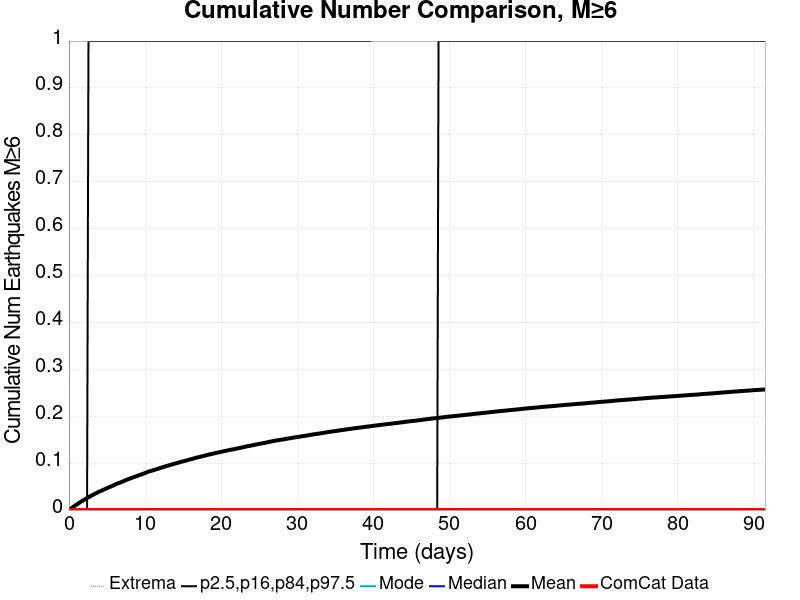 Cumulative Number Comparison, M≥6
Cumulative Num Earthquakes M≥6
1
0.9
0.8
0.7
0.6
0.5
0.4
0.3
0.2
0.1
0
0 10 20 30 40 50 60 70 80 90
Time (days)
Extrema p2.5,p16,p84,p97.5 Mode Median Mean ComCat Data